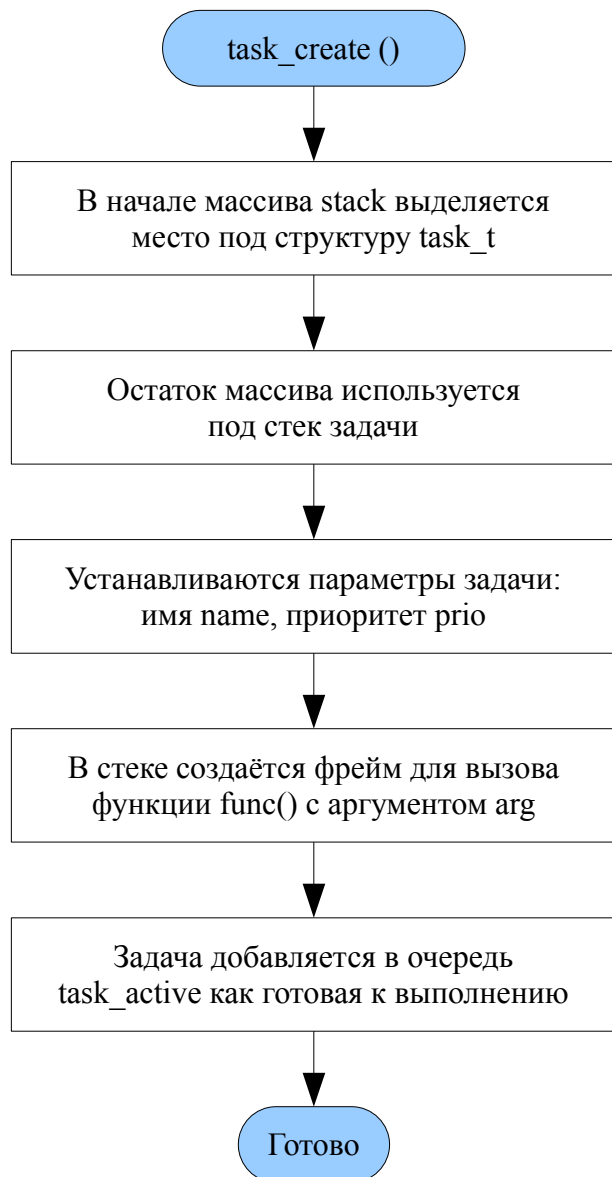 task_create ()
В начале массива stack выделяется
место под структуру task_t
Остаток массива используется
под стек задачи
Устанавливаются параметры задачи:
имя name, приоритет prio
В стеке создаётся фрейм для вызова
функции func() с аргументом arg
Задача добавляется в очередь
task_active как готовая к выполнению
Готово